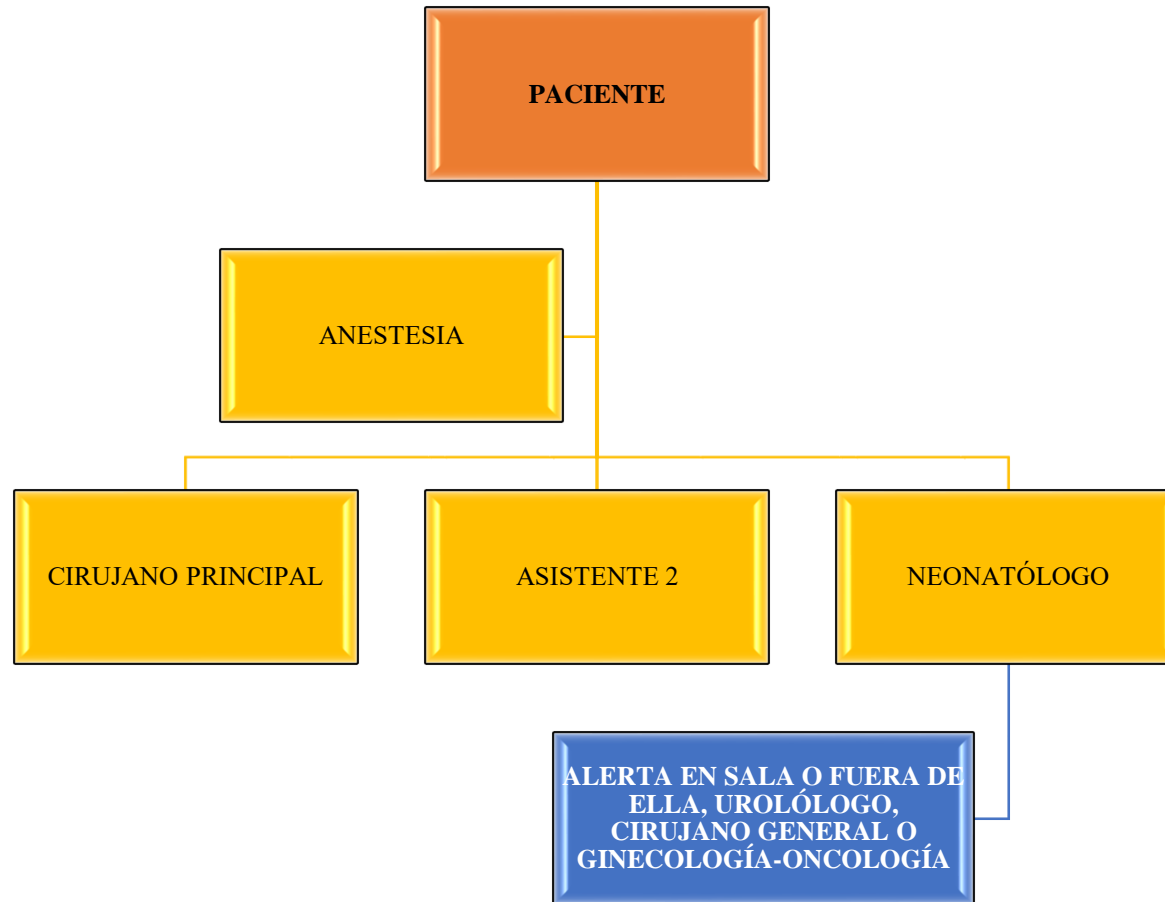 PACIENTE
ANESTESIA
CIRUJANO PRINCIPAL
ASISTENTE 2
NEONATÓLOGO
ALERTA EN SALA O FUERA DE
ELLA, UROLÓLOGO,
CIRUJANO GENERAL O
GINECOLOGÍA-ONCOLOGÍA